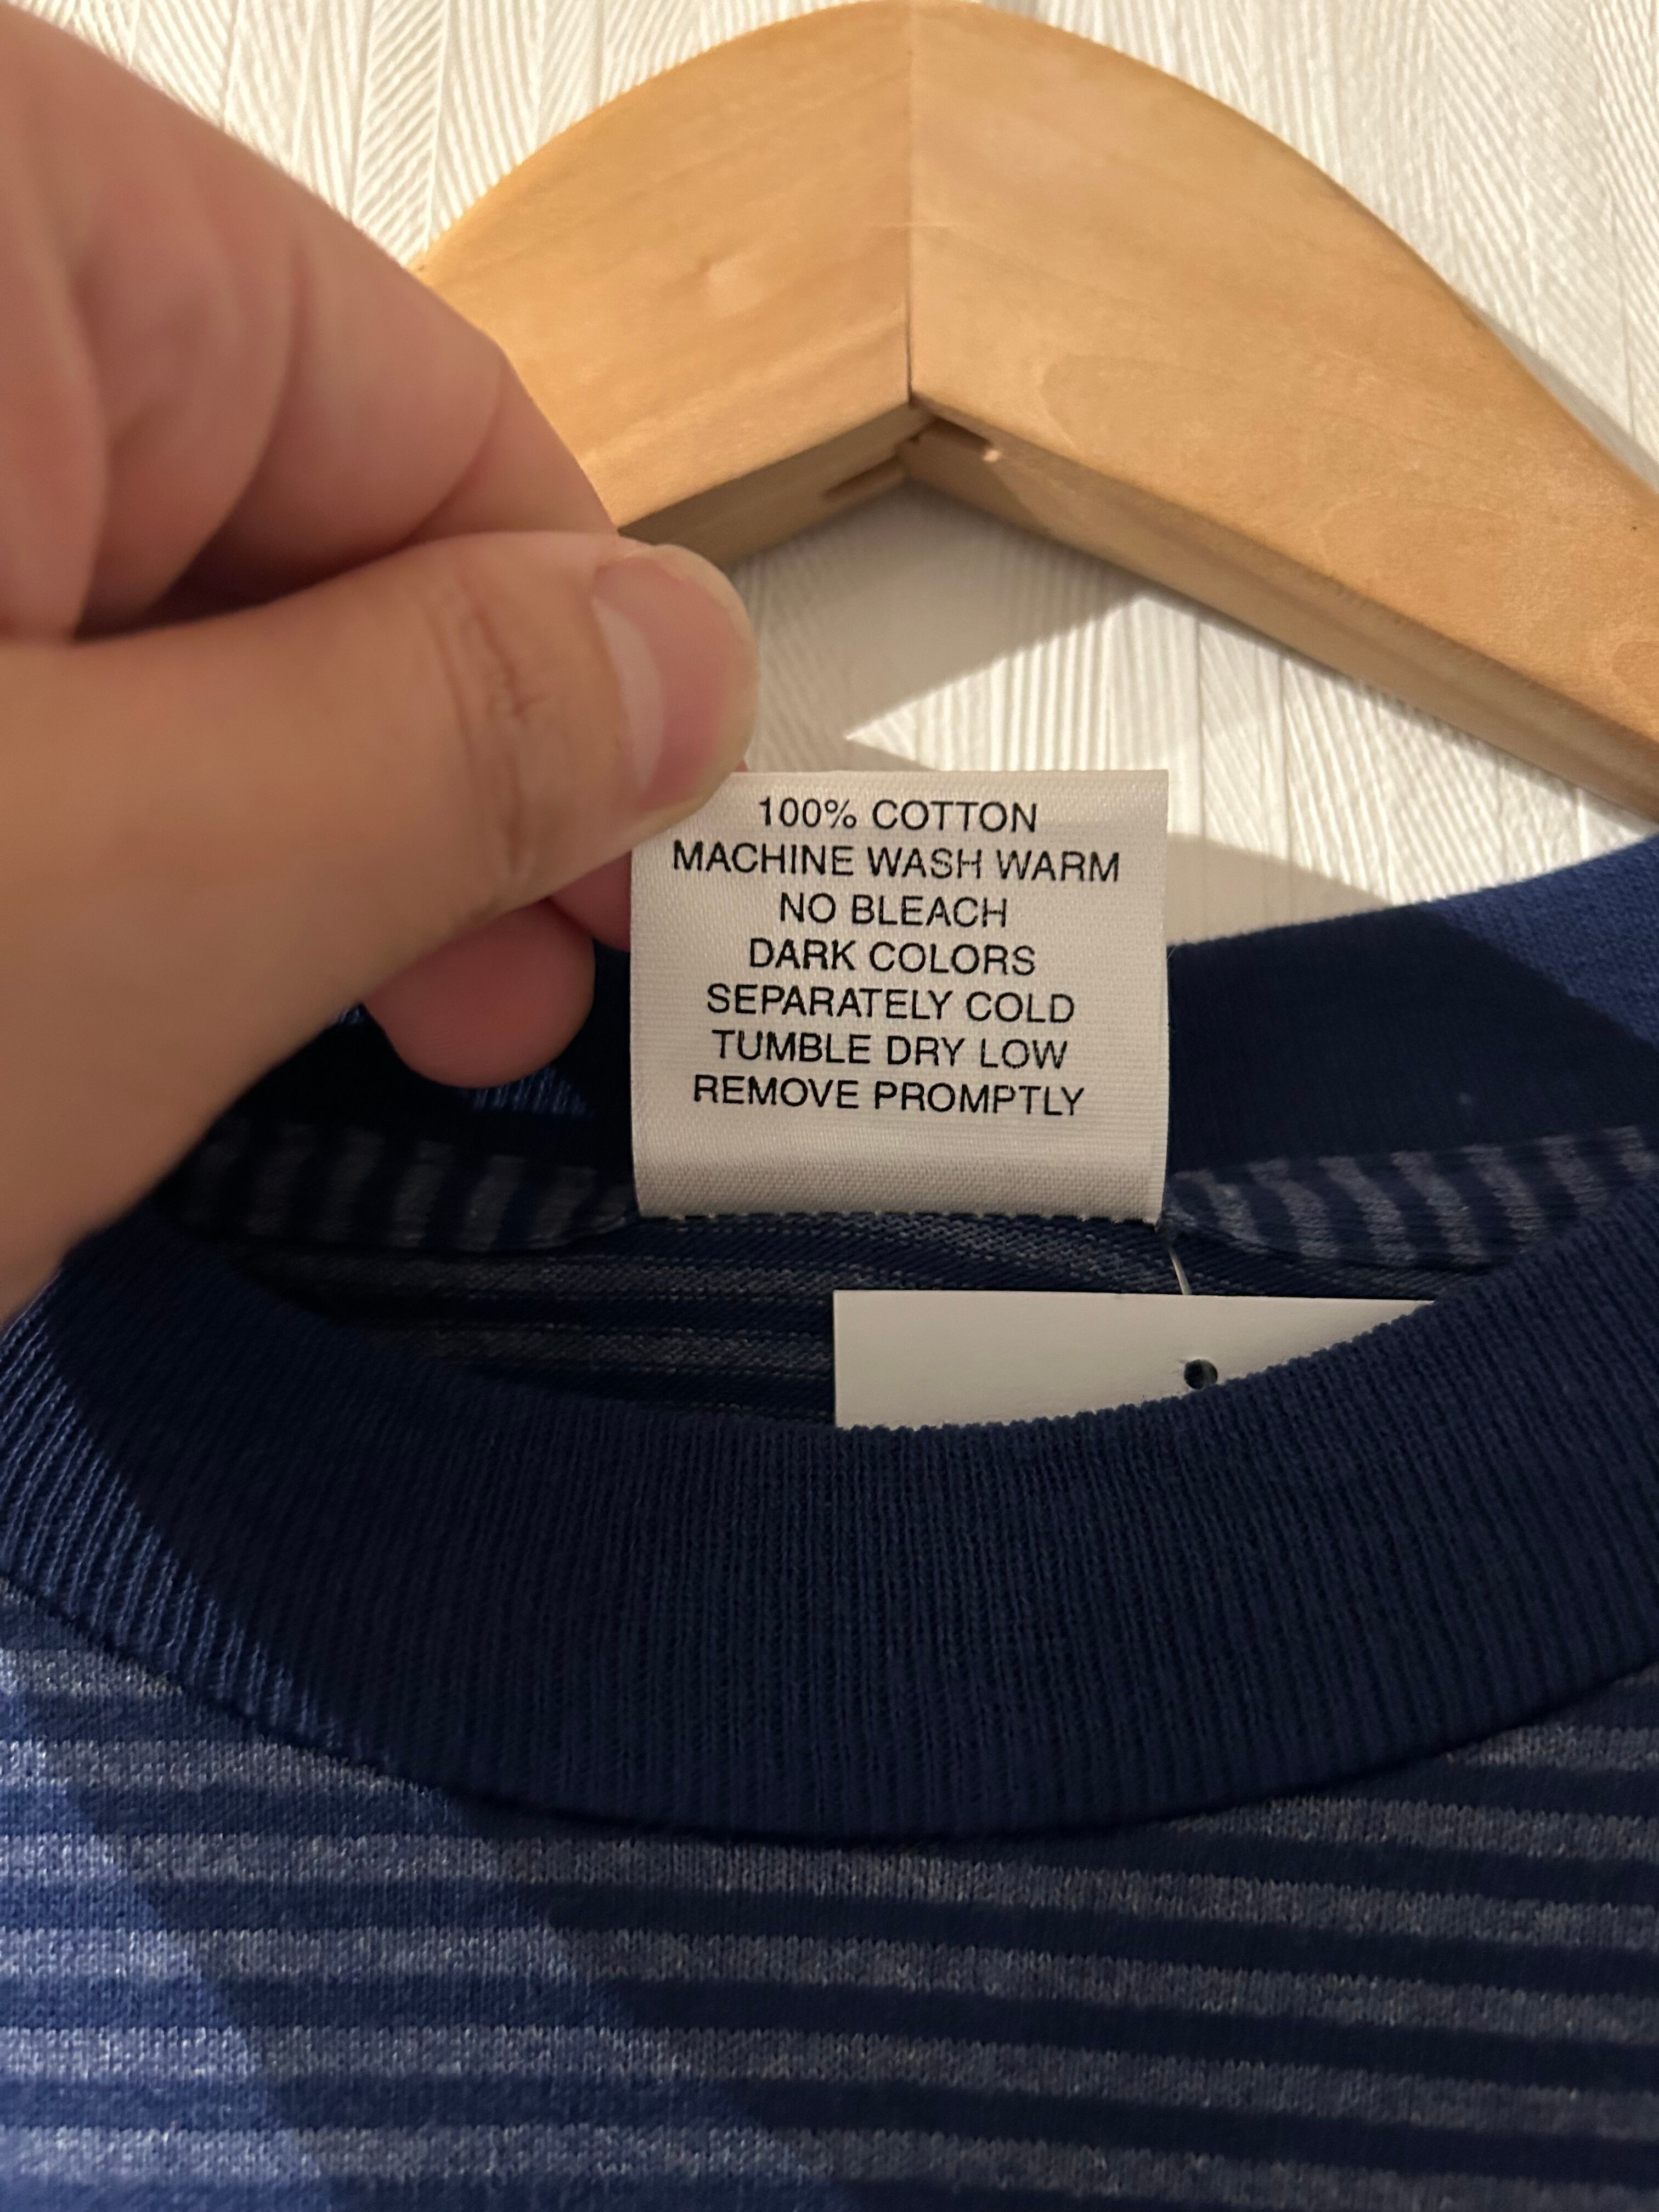 100% COTTON
MACHINE WASH WARM
NO BLEACH
DARK COLORS
SEPARATELY COLD
TUMBLE DRY LOW
REMOVE PROMPTLY